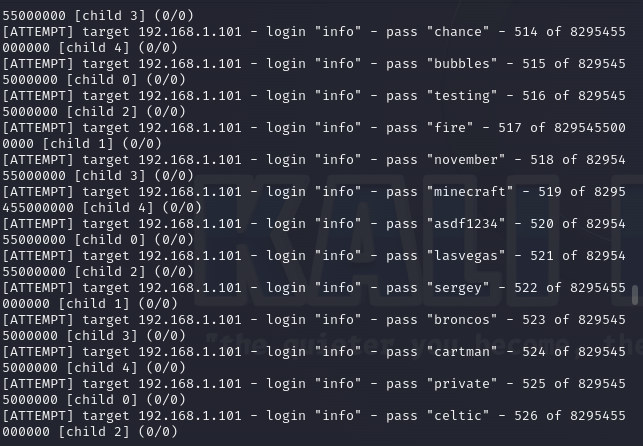 55000000 [child 3] (0/0)
[ATTEMPT] target 192.168.1.101 - login "info" - pass "chance" - 514 of 8295455
000000 [child 4] (0/0)
[ATTEMPT] target 192.168.1.101 - login "info" - pass "bubbles" - 515 of 829545
5000000 [child 0] (0/0)
[ATTEMPT] target 192.168.1.101 - login "info" - pass "testing" - 516 of 829545
5000000 [child 2] (0/0)
[ATTEMPT] target 192.168.1.101 - login "info" - pass "fire" - 517 of 829545500
0000 [child 1] (0/0)
[ATTEMPT] target 192.168.1.101 - login "info" - pass "november" - 518 of 82954
55000000 [child 3] (0/0)
[ATTEMPT] target 192.168.1.101 - login "info" - pass "minecraft" - 519 of 8295
455000000 [child 4] (0/0)
[ATTEMPT] target 192.168.1.101 - login "info" - pass "asdf1234" - 520 of 82954
55000000 [child 0] (0/0)
[ATTEMPT] target 192.168.1.101 - login "info" - pass "lasvegas" - 521 of 82954
55000000 [child 2] (0/0)
[ATTEMPT] target 192.168.1.101 - login "info" - pass "sergey" - 522 of 8295455
000000 [child 1] (0/0)
[ATTEMPT] target 192.168.1.101 - login "info" - pass "broncos" - 523 of 829545
5000000 [child 3] (0/0)
[ATTEMPT] target 192.168.1.101 - login "info" - pass "cartman" - 524 of 829545
5000000 [child 4] (0/0)
[ATTEMPT] target 192.168.1.101 - login "info" - pass "private" - 525 of 829545
5000000 [child 0] (0/0)
[ATTEMPT] target 192.168.1.101 - login "info" - pass "celtic" - 526 of 8295455
000000 [child 2] (0/0)
KALI
"the quieter you become, the